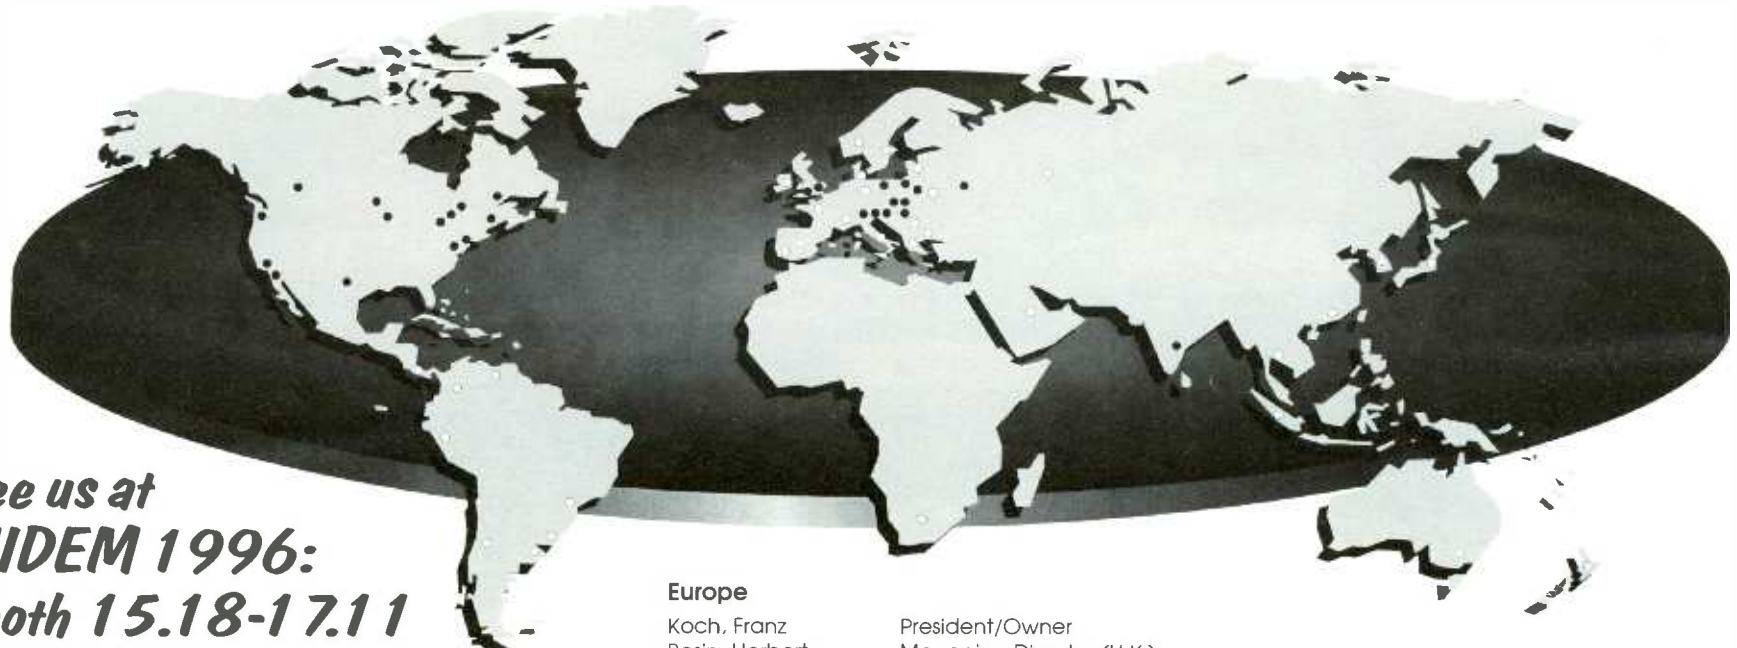 ee us at
IDEM 1996:
oth 15.18-17.11
Europe
Koch, Franz President/Owner